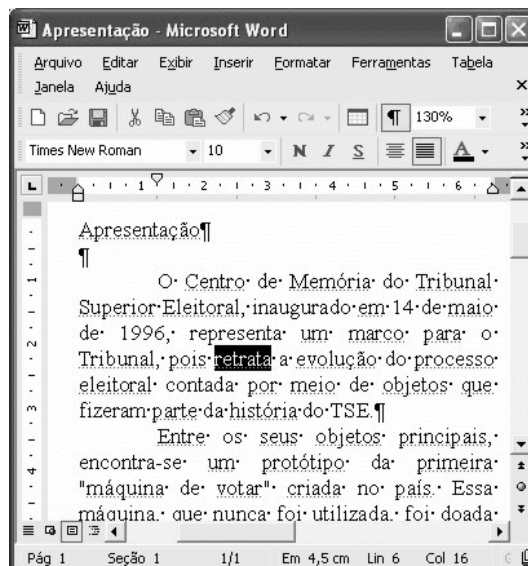 Apresentação - Microsoft Word
Arquivo Editar Exibir Inserir Formatar Ferramentas Tabela
Janela Ajuda
130%
Times New Roman 10 N I S A
1 1 2 3 4 5 6
Apresentação¶
¶
O Centro de Memória do Tribunal
Superior Eleitoral, inaugurado em 14 de maio
de 1996, representa um marco para o
Tribunal, pois retrata a evolução do processo
eleitoral contada por meio de objetos que
fizeram parte da história do TSE.¶
Entre os seus objetos principais,
encontra-se um protótipo da primeira
"máquina de votar" criada no país. Essa
máquina, que nunca foi utilizada, foi doada
Pág 1 Seção 1 1/1 Em 4,5 cm Lin 6 Col 16